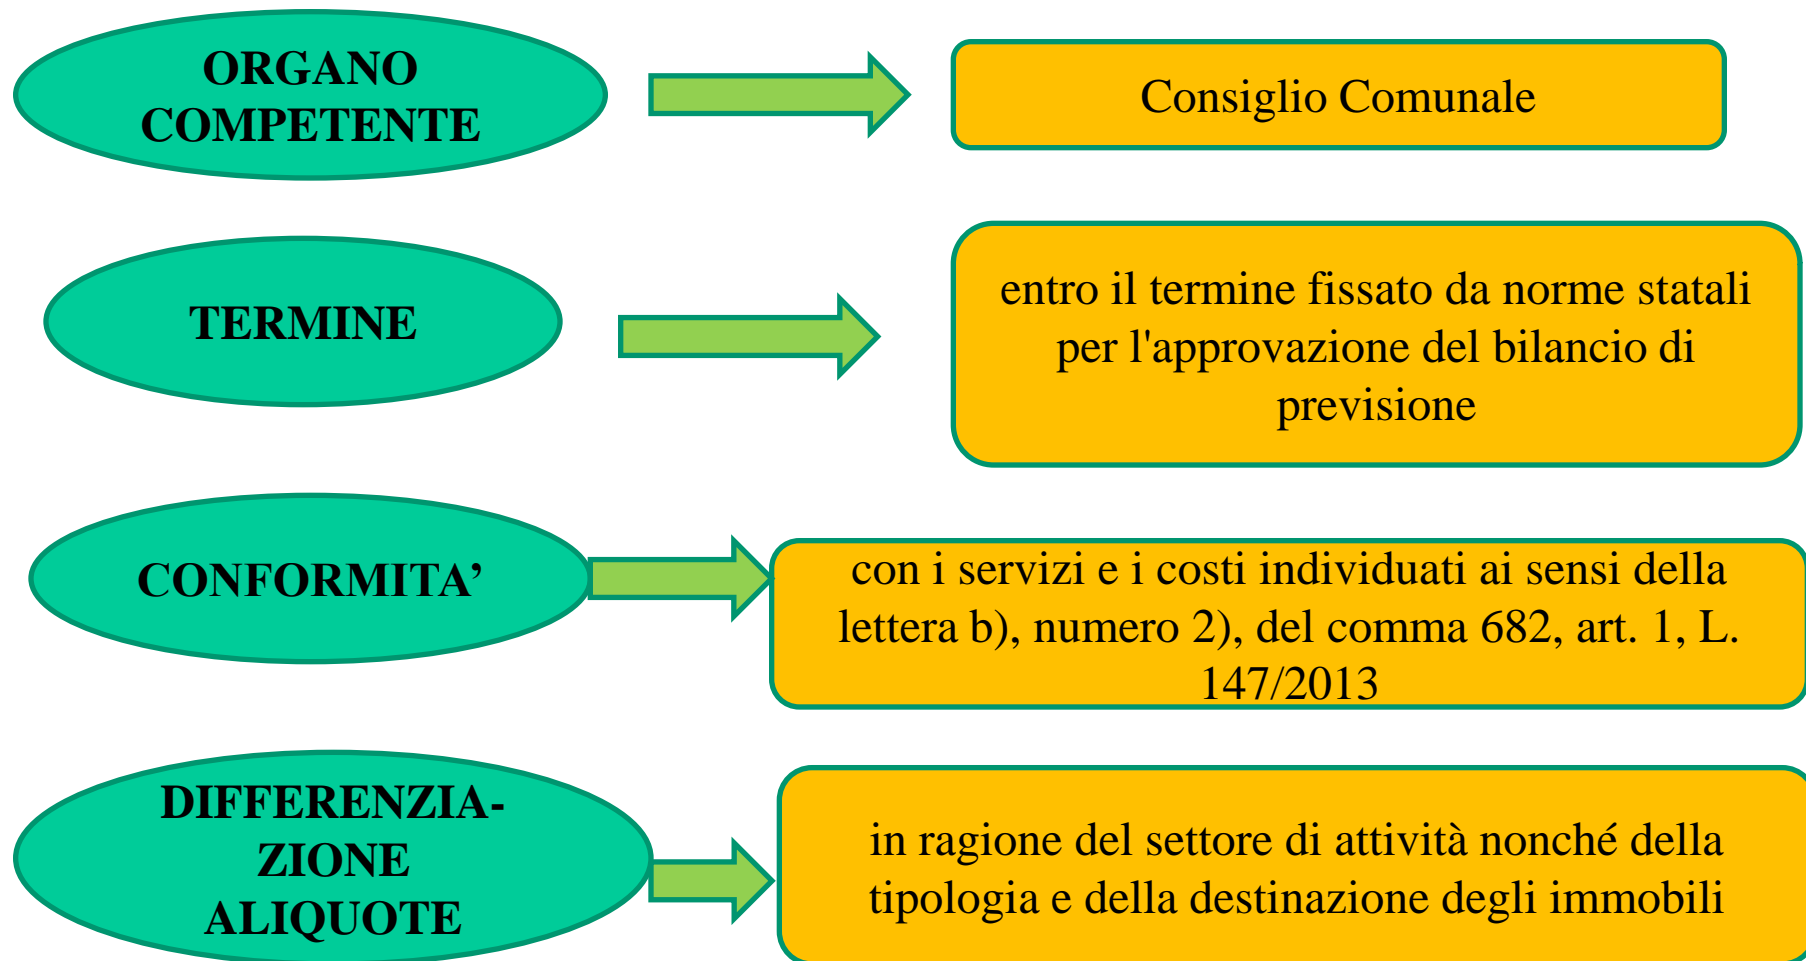 ORGANO
COMPETENTE
Consiglio Comunale
TERMINE
entro il termine fissato da norme statali
per l'approvazione del bilancio di
previsione
CONFORMITA’
con i servizi e i costi individuati ai sensi della
lettera b), numero 2), del comma 682, art. 1, L.
147/2013
DIFFERENZIA-
ZIONE
ALIQUOTE
in ragione del settore di attività nonché della
tipologia e della destinazione degli immobili